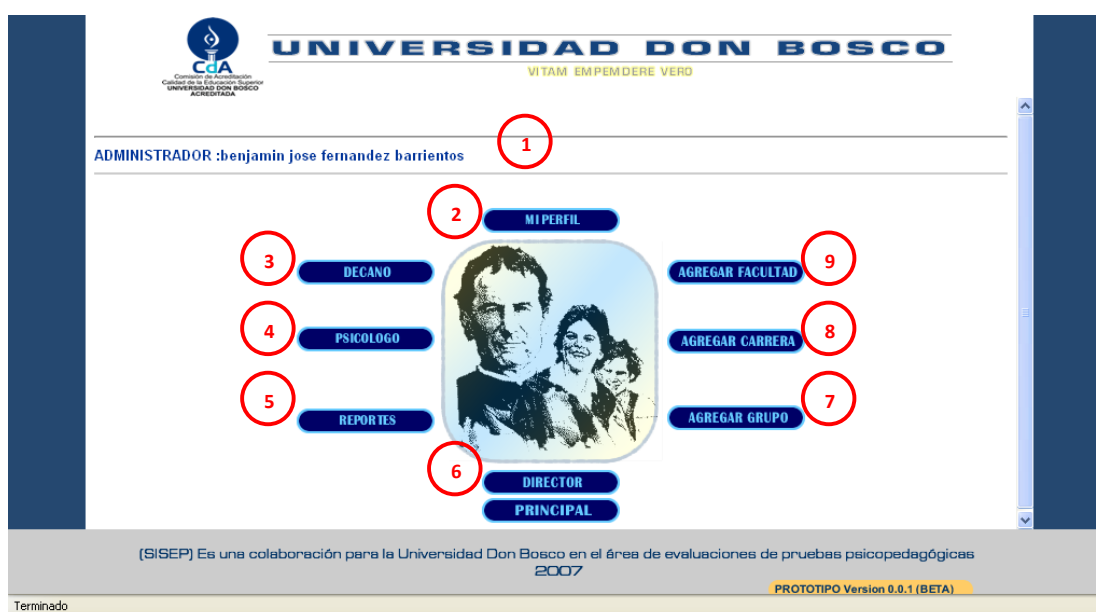 CdA
Comisión de Acreditación
Calidad de la Educación Superior
UNIVERSIDAD DON BOSCO
ACREDITADA
UNIVERSIDAD DON BOSCO
VITAM EMPEMDERE VERO
ADMINISTRADOR :benjamin jose fernandez barrientos
1
2
MI PERFIL
3
DECANO
AGREGAR FACULTAD
9
4
PSICOLOGO
AGREGAR CARRERA
8
5
REPORTES
AGREGAR GRUPO
7
6
DIRECTOR
PRINCIPAL
(SISEP) Es una colaboración para la Universidad Don Bosco en el área de evaluaciones de pruebas psicopedagógicas
2007
PROTOTIPO Version 0.0.1 (BETA)
Terminado